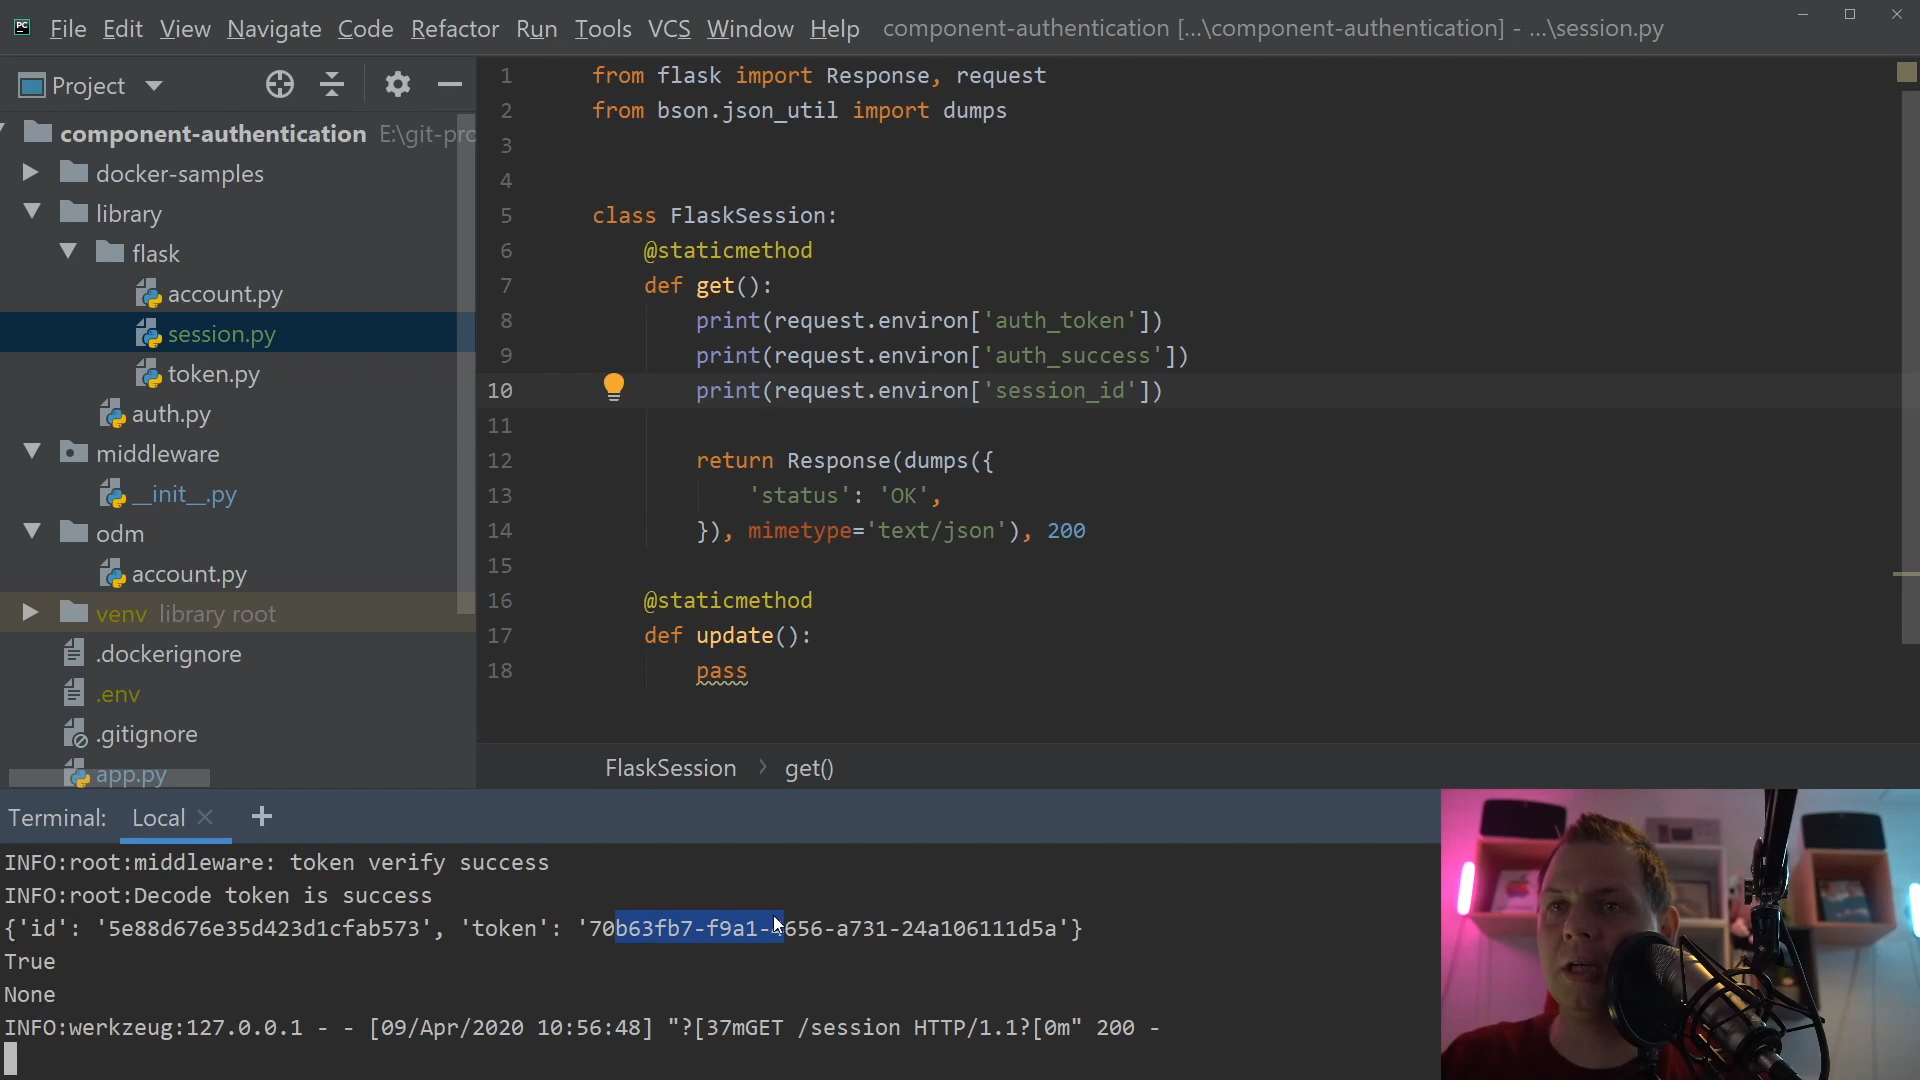 PC File Edit View Navigate Code Refactor Run Tools VCS Window Help component-authentication [...\component-authentication] - ...\session.py
Project
component-authentication E:\git-pro
docker-samples
library
flask
account.py
session.py
token.py
auth.py
middleware
__init__.py
odm
account.py
venv library root
.dockerignore
.env
.gitignore
app.py
1 from flask import Response, request
2 from bson.json_util import dumps
3
4
5 class FlaskSession:
6 @staticmethod
7 def get():
8 print(request.environ['auth_token'])
9 print(request.environ['auth_success'])
10 print(request.environ['session_id'])
11
12 return Response(dumps({
13 'status': 'OK',
14 }), mimetype='text/json'), 200
15
16 @staticmethod
17 def update():
18 pass
FlaskSession > get()
Terminal: Local × +
INFO:root:middleware: token verify success
INFO:root:Decode token is success
{'id': '5e88d676e35d423d1cfab573', 'token': '70b63fb7-f9a1-4656-a731-24a106111d5a'}
True
None
INFO:werkzeug:127.0.0.1 - - [09/Apr/2020 10:56:48] "?[37mGET /session HTTP/1.1?[0m" 200 -